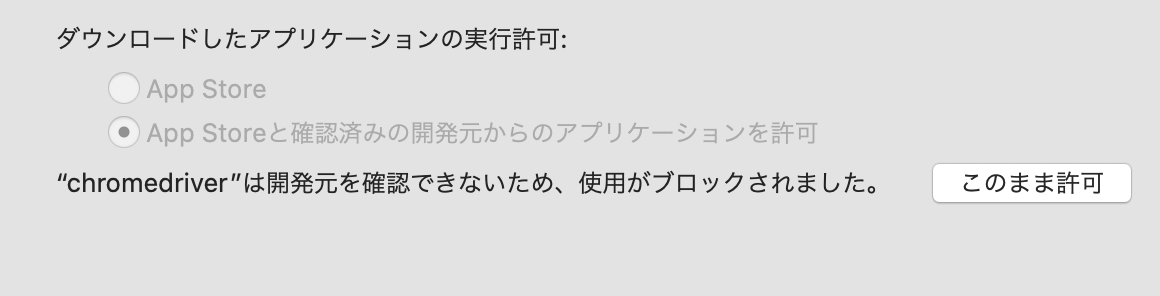 ダウンロードしたアプリケーションの実行許可:
App Store
App Storeと確認済みの開発元からのアプリケーションを許可
“chromedriver”は開発元を確認できないため、使用がブロックされました。 このまま許可